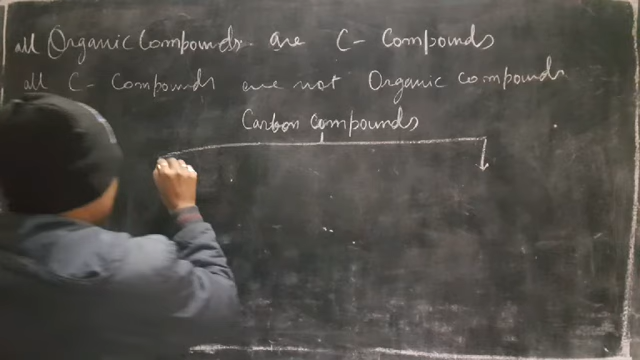 all Organic Compounds are C- Compounds
all C- Compounds are not Organic compounds
Carbon compounds